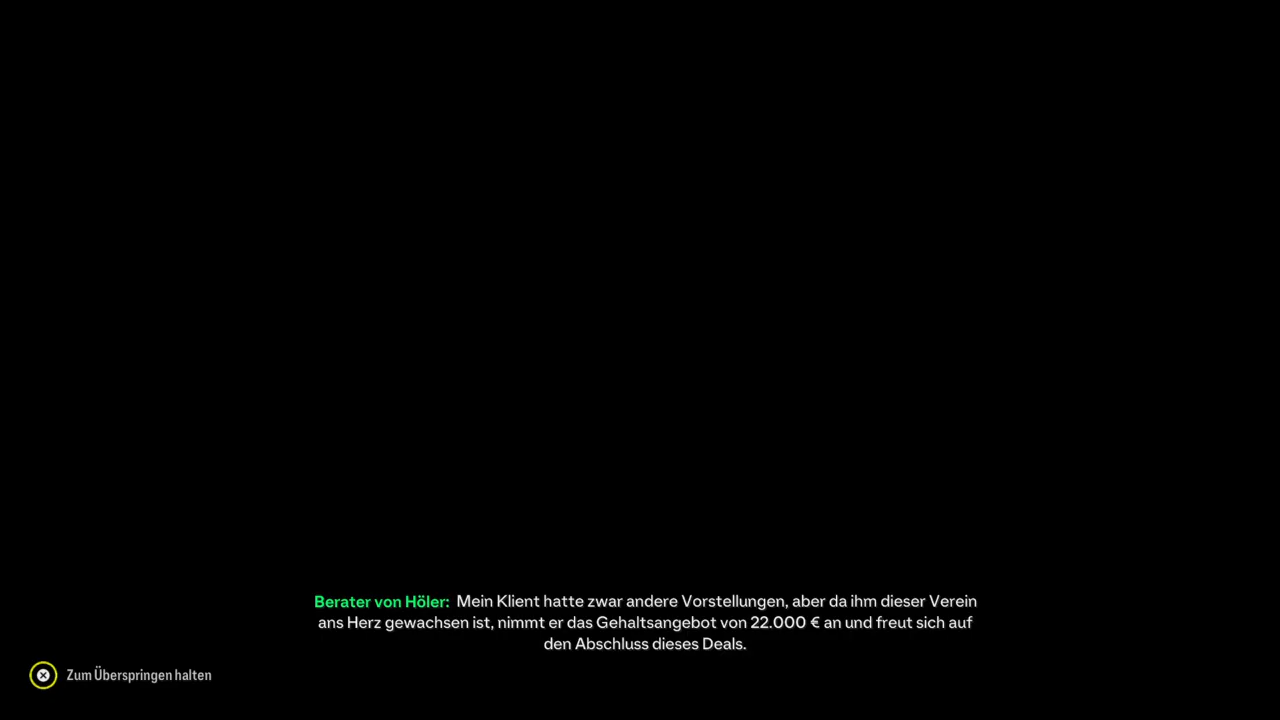 Berater von Höler: Mein Klient hatte zwar andere Vorstellungen, aber da ihm dieser Verein
ans Herz gewachsen ist, nimmt er das Gehaltsangebot von 22.000 € an und freut sich auf
den Abschluss dieses Deals.
Zum Überspringen halten